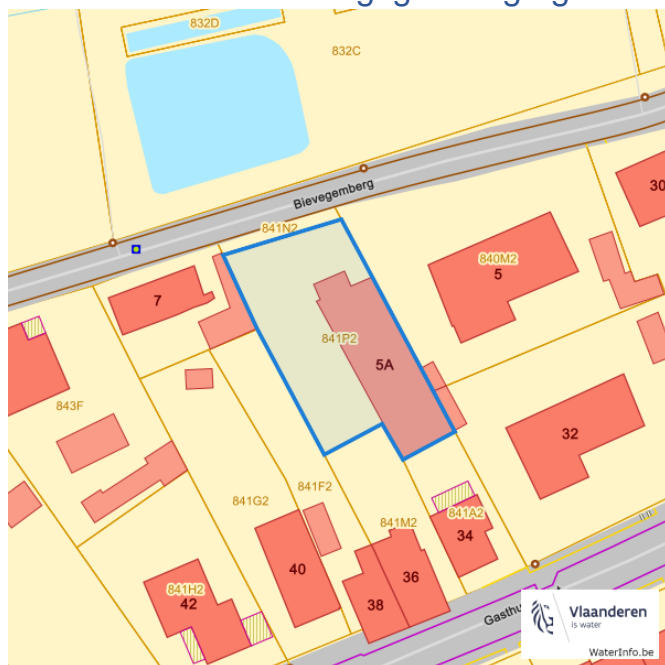 832D
832C
Bievegemberg
841N2
30
840M2
5
7
841P2
5A
843F
32
841G2
841F2
841M2
841A2
34
40
36
38
841H2
42
Vlaanderen
is water
WaterInfo.be